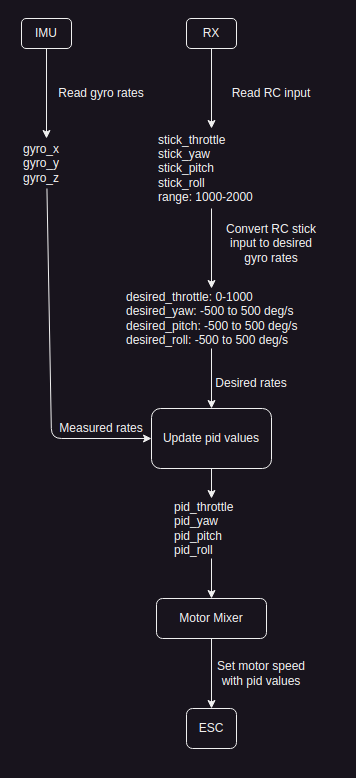 IMU
RX
Read gyro rates
Read RC input
gyro_x
gyro_y
gyro_z
stick_throttle
stick_yaw
stick_pitch
stick_roll
range: 1000-2000
Convert RC stick
input to desired
gyro rates
desired_throttle: 0-1000
desired_yaw: -500 to 500 deg/s
desired_pitch: -500 to 500 deg/s
desired_roll: -500 to 500 deg/s
Desired rates
Measured rates
Update pid values
pid_throttle
pid_yaw
pid_pitch
pid_roll
Motor Mixer
Set motor speed
with pid values
ESC